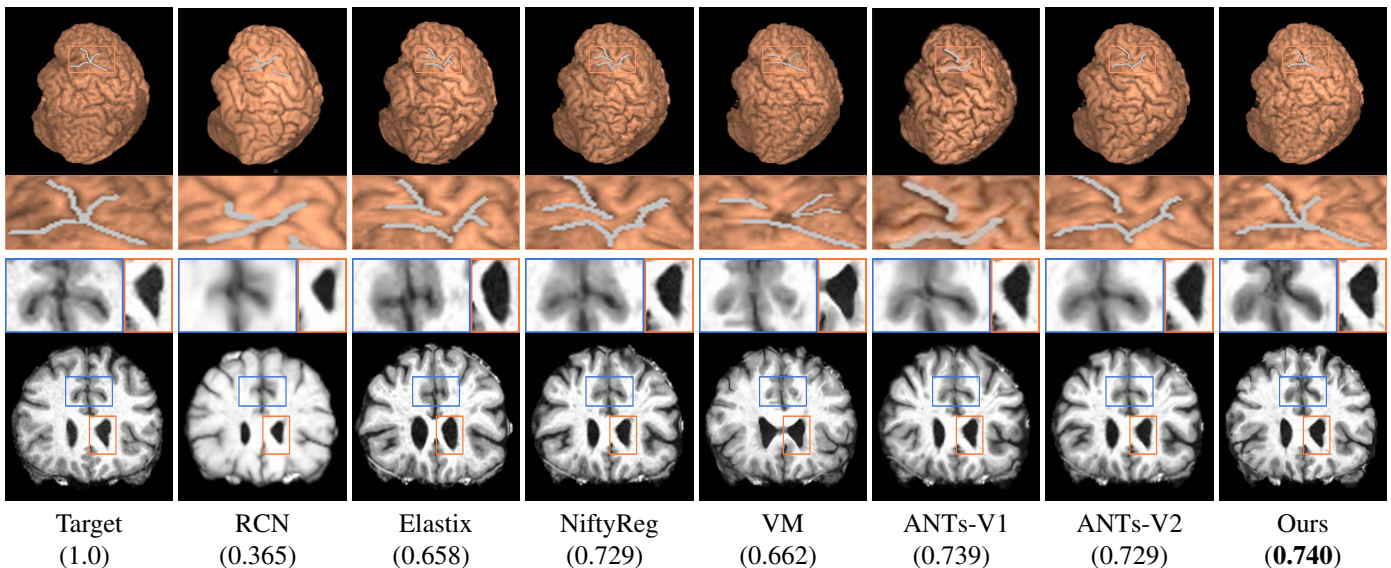 Target RCN Elastix NiftyReg VM ANTs-V1 ANTs-V2 Ours
(1.0) (0.365) (0.658) (0.729) (0.662) (0.739) (0.729) (0.740)